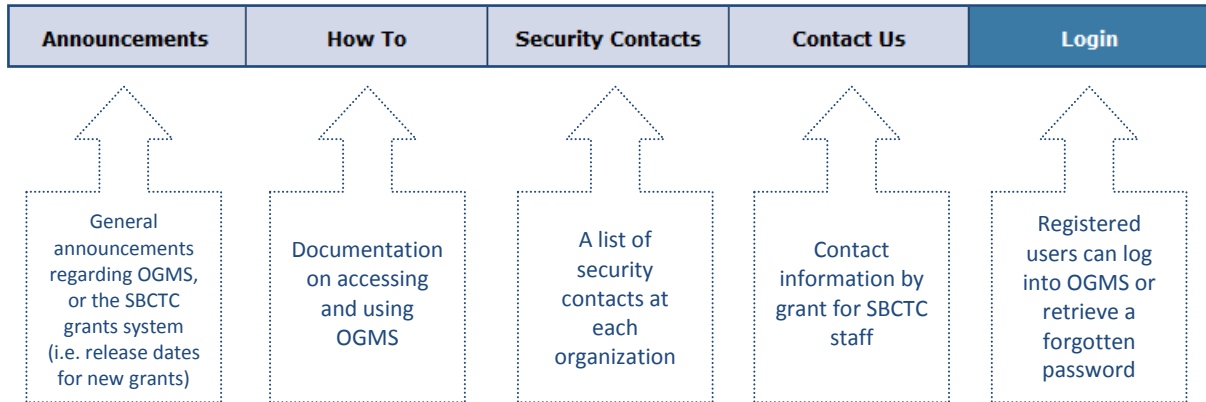 Announcements
How To
Security Contacts
Contact Us
Login
General
announcements
regarding OGMS,
or the SBCTC
grants system
(i.e. release dates
for new grants)
Documentation
on accessing
and using
OGMS
A list of
security
contacts at
each
organization
Contact
information by
grant for SBCTC
staff
Registered
users can log
into OGMS or
retrieve a
forgotten
password